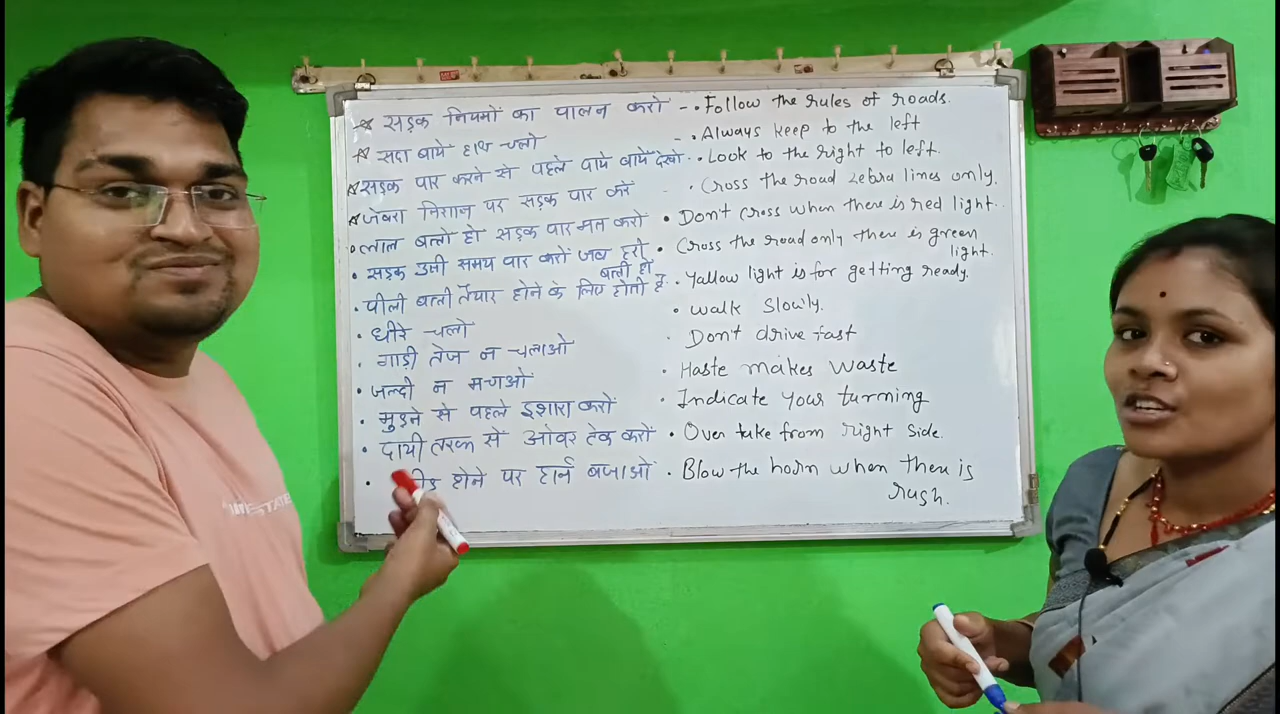 सड़क नियमों का पालन करो - • Follow the rules of roads.
सदा बायें हाथ चलो - • Always keep to the left
सड़क पार करने से पहले दायें बायें देखो • Look to the right to left.
जेबरा निशान पर सड़क पार करें - • Cross the road zebra lines only.
• लाल बत्ती हो सड़क पार मत करो • Don't cross when there is red light.
• सड़क उसी समय पार करों जब हरी बत्ती हो • Cross the road only there is green light.
• पीली बत्ती तैयार होने के लिए होती है • Yallow light is for getting ready.
• धीरे चलो • Walk Slowly.
• गाड़ी तेज न चलाओ • Don't drive fast
• जल्दी न मचाओं • Haste makes waste
• मुड़ने से पहले इशारा करों • Indicate your turning
• दायी तरफ सें ओवर टेक करों • Over take from right side.
• होने पर हार्न बजाओं • Blow the horn when there is rush.